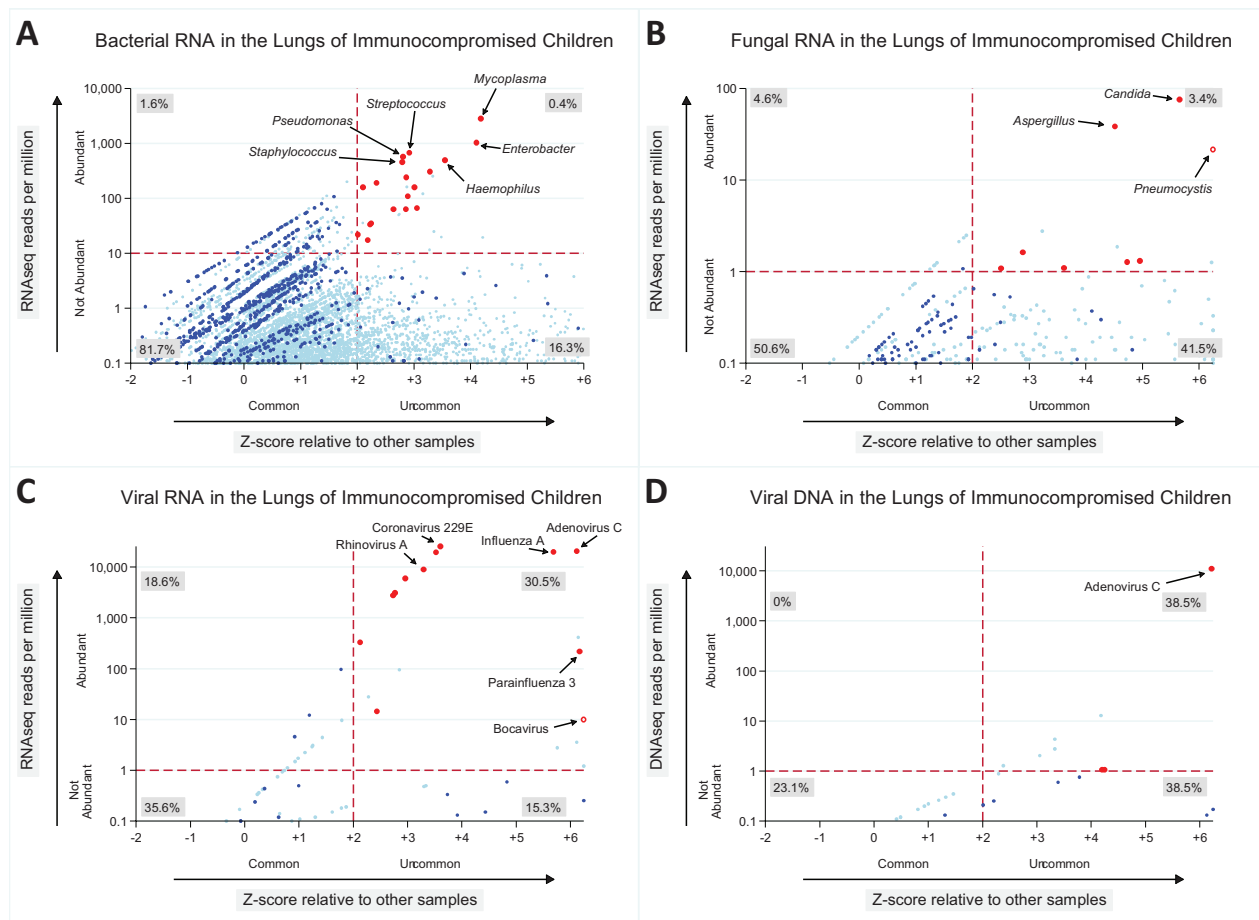 A
Bacterial RNA in the Lungs of Immunocompromised Children
RNAseq reads per million
Not Abundant
Abundant
10,000
1,000
100
10
1
0.1
1.6%
0.4%
81.7%
16.3%
Mycoplasma
Streptococcus
Pseudomonas
Staphylococcus
Enterobacter
Haemophilus
-2 -1 0 +1 +2 +3 +4 +5 +6
Common Uncommon
Z-score relative to other samples
B
Fungal RNA in the Lungs of Immunocompromised Children
RNAseq reads per million
Not Abundant
Abundant
100
10
1
0.1
4.6%
3.4%
50.6%
41.5%
Candida
Aspergillus
Pneumocystis
-2 -1 0 +1 +2 +3 +4 +5 +6
Common Uncommon
Z-score relative to other samples
C
Viral RNA in the Lungs of Immunocompromised Children
RNAseq reads per million
Not
Abundant
Abundant
10,000
1,000
100
10
1
0.1
18.6%
30.5%
35.6%
15.3%
Coronavirus 229E
Rhinovirus A
Influenza A
Adenovirus C
Parainfluenza 3
Bocavirus
-2 -1 0 +1 +2 +3 +4 +5 +6
Common Uncommon
Z-score relative to other samples
D
Viral DNA in the Lungs of Immunocompromised Children
DNAseq reads per million
Not
Abundant
Abundant
10,000
1,000
100
10
1
0.1
0%
38.5%
23.1%
38.5%
Adenovirus C
-2 -1 0 +1 +2 +3 +4 +5 +6
Common Uncommon
Z-score relative to other samples